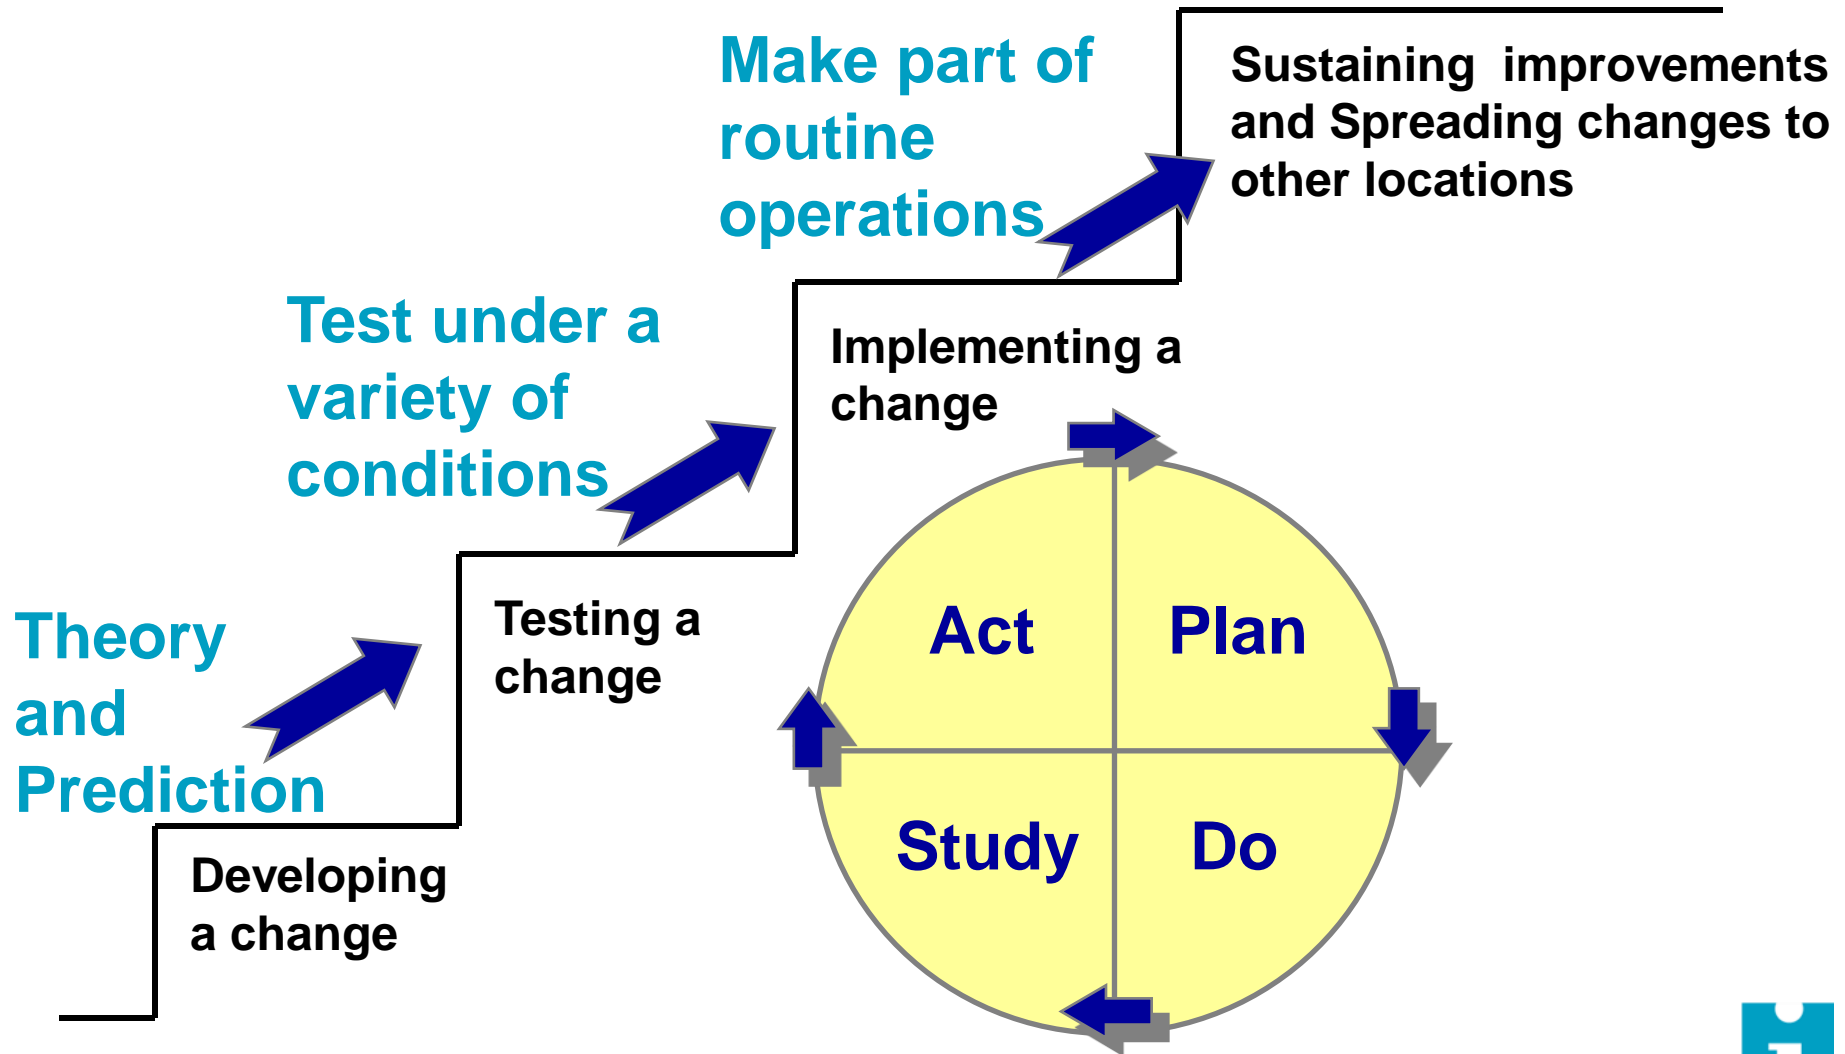 Make part of
routine
operations
Sustaining improvements
and Spreading changes to
other locations
Test under a
variety of
conditions
Implementing a
change
Theory
and
Prediction
Testing a
change
Developing
a change
Act
Plan
Study
Do